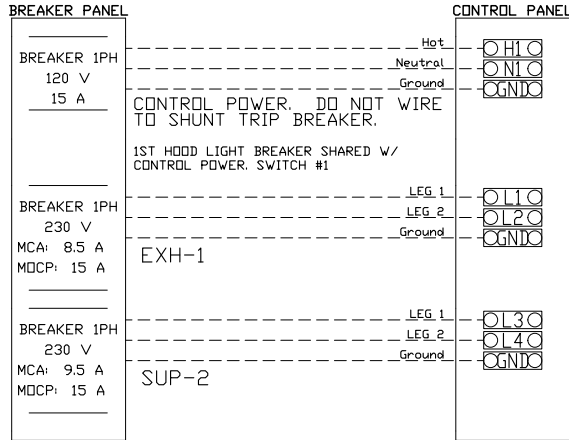 BREAKER PANEL
CONTROL PANEL
BREAKER 1PH
120 V
15 A
Hot
Neutral
Ground
H1
N1
GND
CONTROL POWER. DO NOT WIRE
TO SHUNT TRIP BREAKER.
1ST HOOD LIGHT BREAKER SHARED W/
CONTROL POWER. SWITCH #1
BREAKER 1PH
230 V
MCA: 8.5 A
MOCP: 15 A
LEG 1
LEG 2
Ground
L1
L2
GND
EXH-1
BREAKER 1PH
230 V
MCA: 9.5 A
MOCP: 15 A
LEG 1
LEG 2
Ground
L3
L4
GND
SUP-2